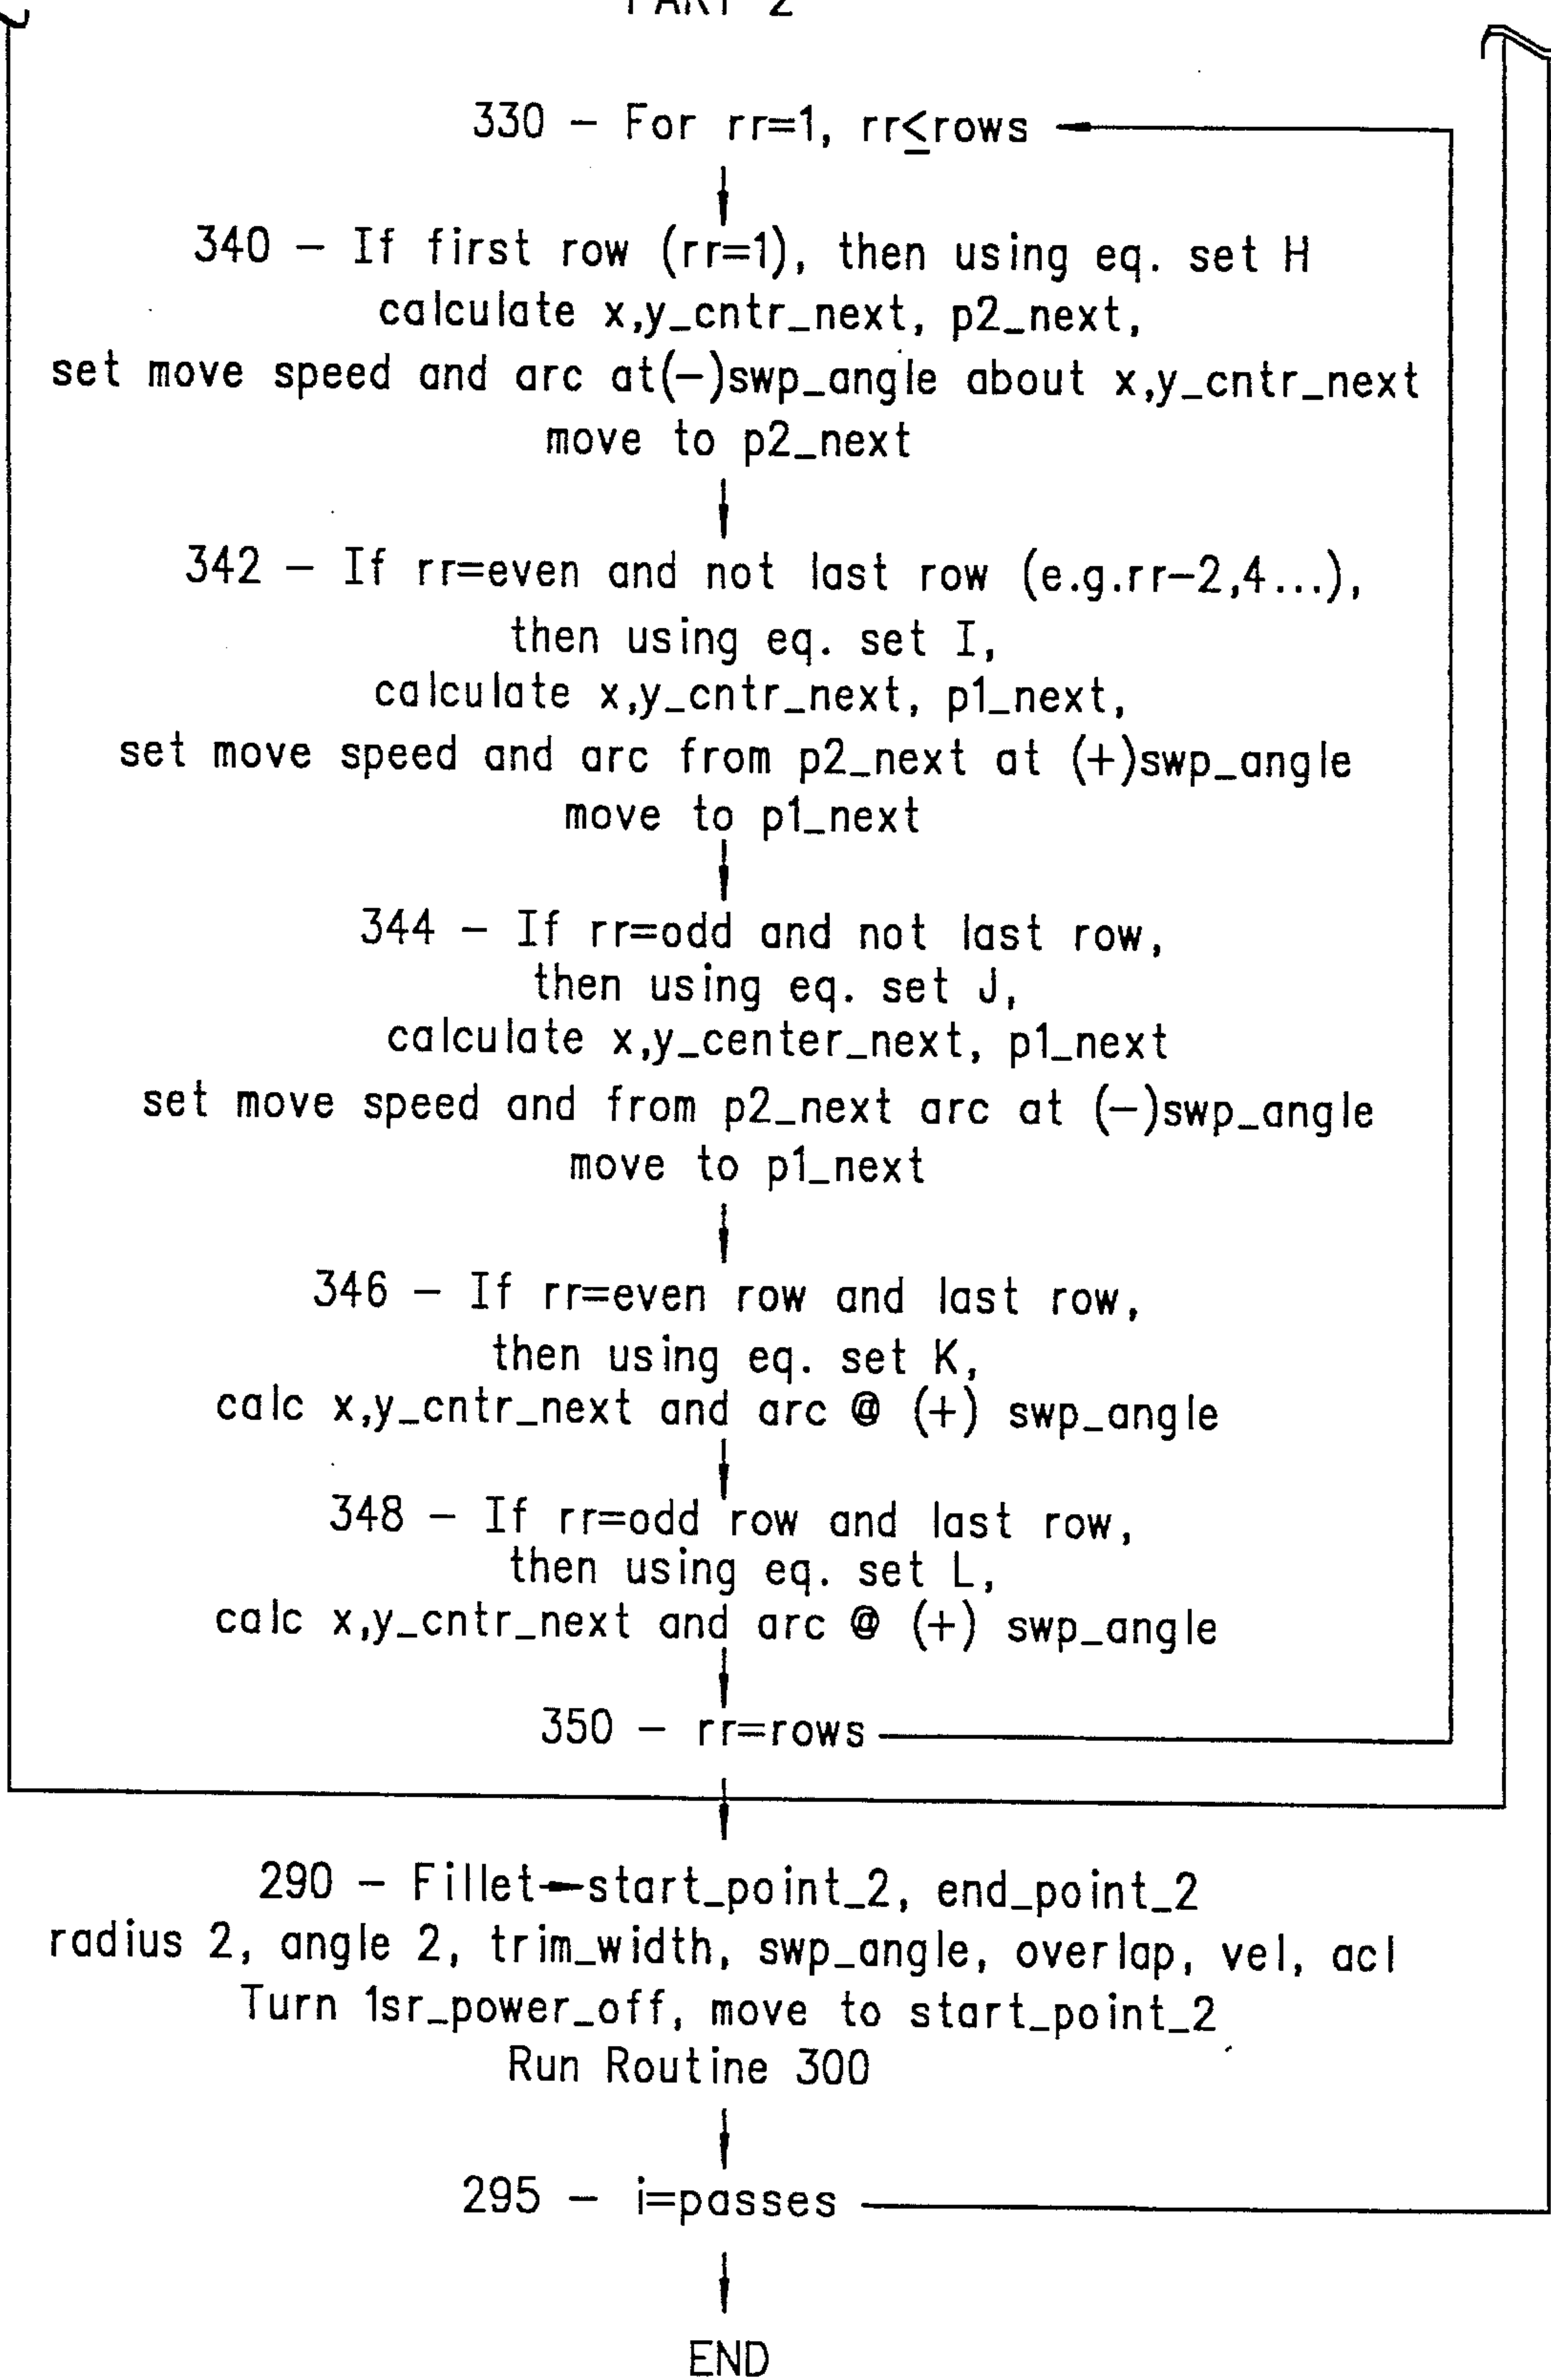 PART 2
330 - For rr=1, rr≤rows
340 - If first row (rr=1), then using eq. set H
calculate x,y_cntr_next, p2_next,
set move speed and arc at(-)swp_angle about x,y_cntr_next
move to p2_next
342 - If rr=even and not last row (e.g.rr-2,4...),
then using eq. set I,
calculate x,y_cntr_next, p1_next,
set move speed and arc from p2_next at (+)swp_angle
move to p1_next
344 - If rr=odd and not last row,
then using eq. set J,
calculate x,y_center_next, p1_next
set move speed and from p2_next arc at (-)swp_angle
move to p1_next
346 - If rr=even row and last row,
then using eq. set K,
calc x,y_cntr_next and arc @ (+) swp_angle
348 - If rr=odd row and last row,
then using eq. set L,
calc x,y_cntr_next and arc @ (+) swp_angle
350 - rr=rows
290 - Fillet→start_point_2, end_point_2
radius 2, angle 2, trim_width, swp_angle, overlap, vel, acl
Turn 1sr_power_off, move to start_point_2
Run Routine 300
295 - i=passes
END